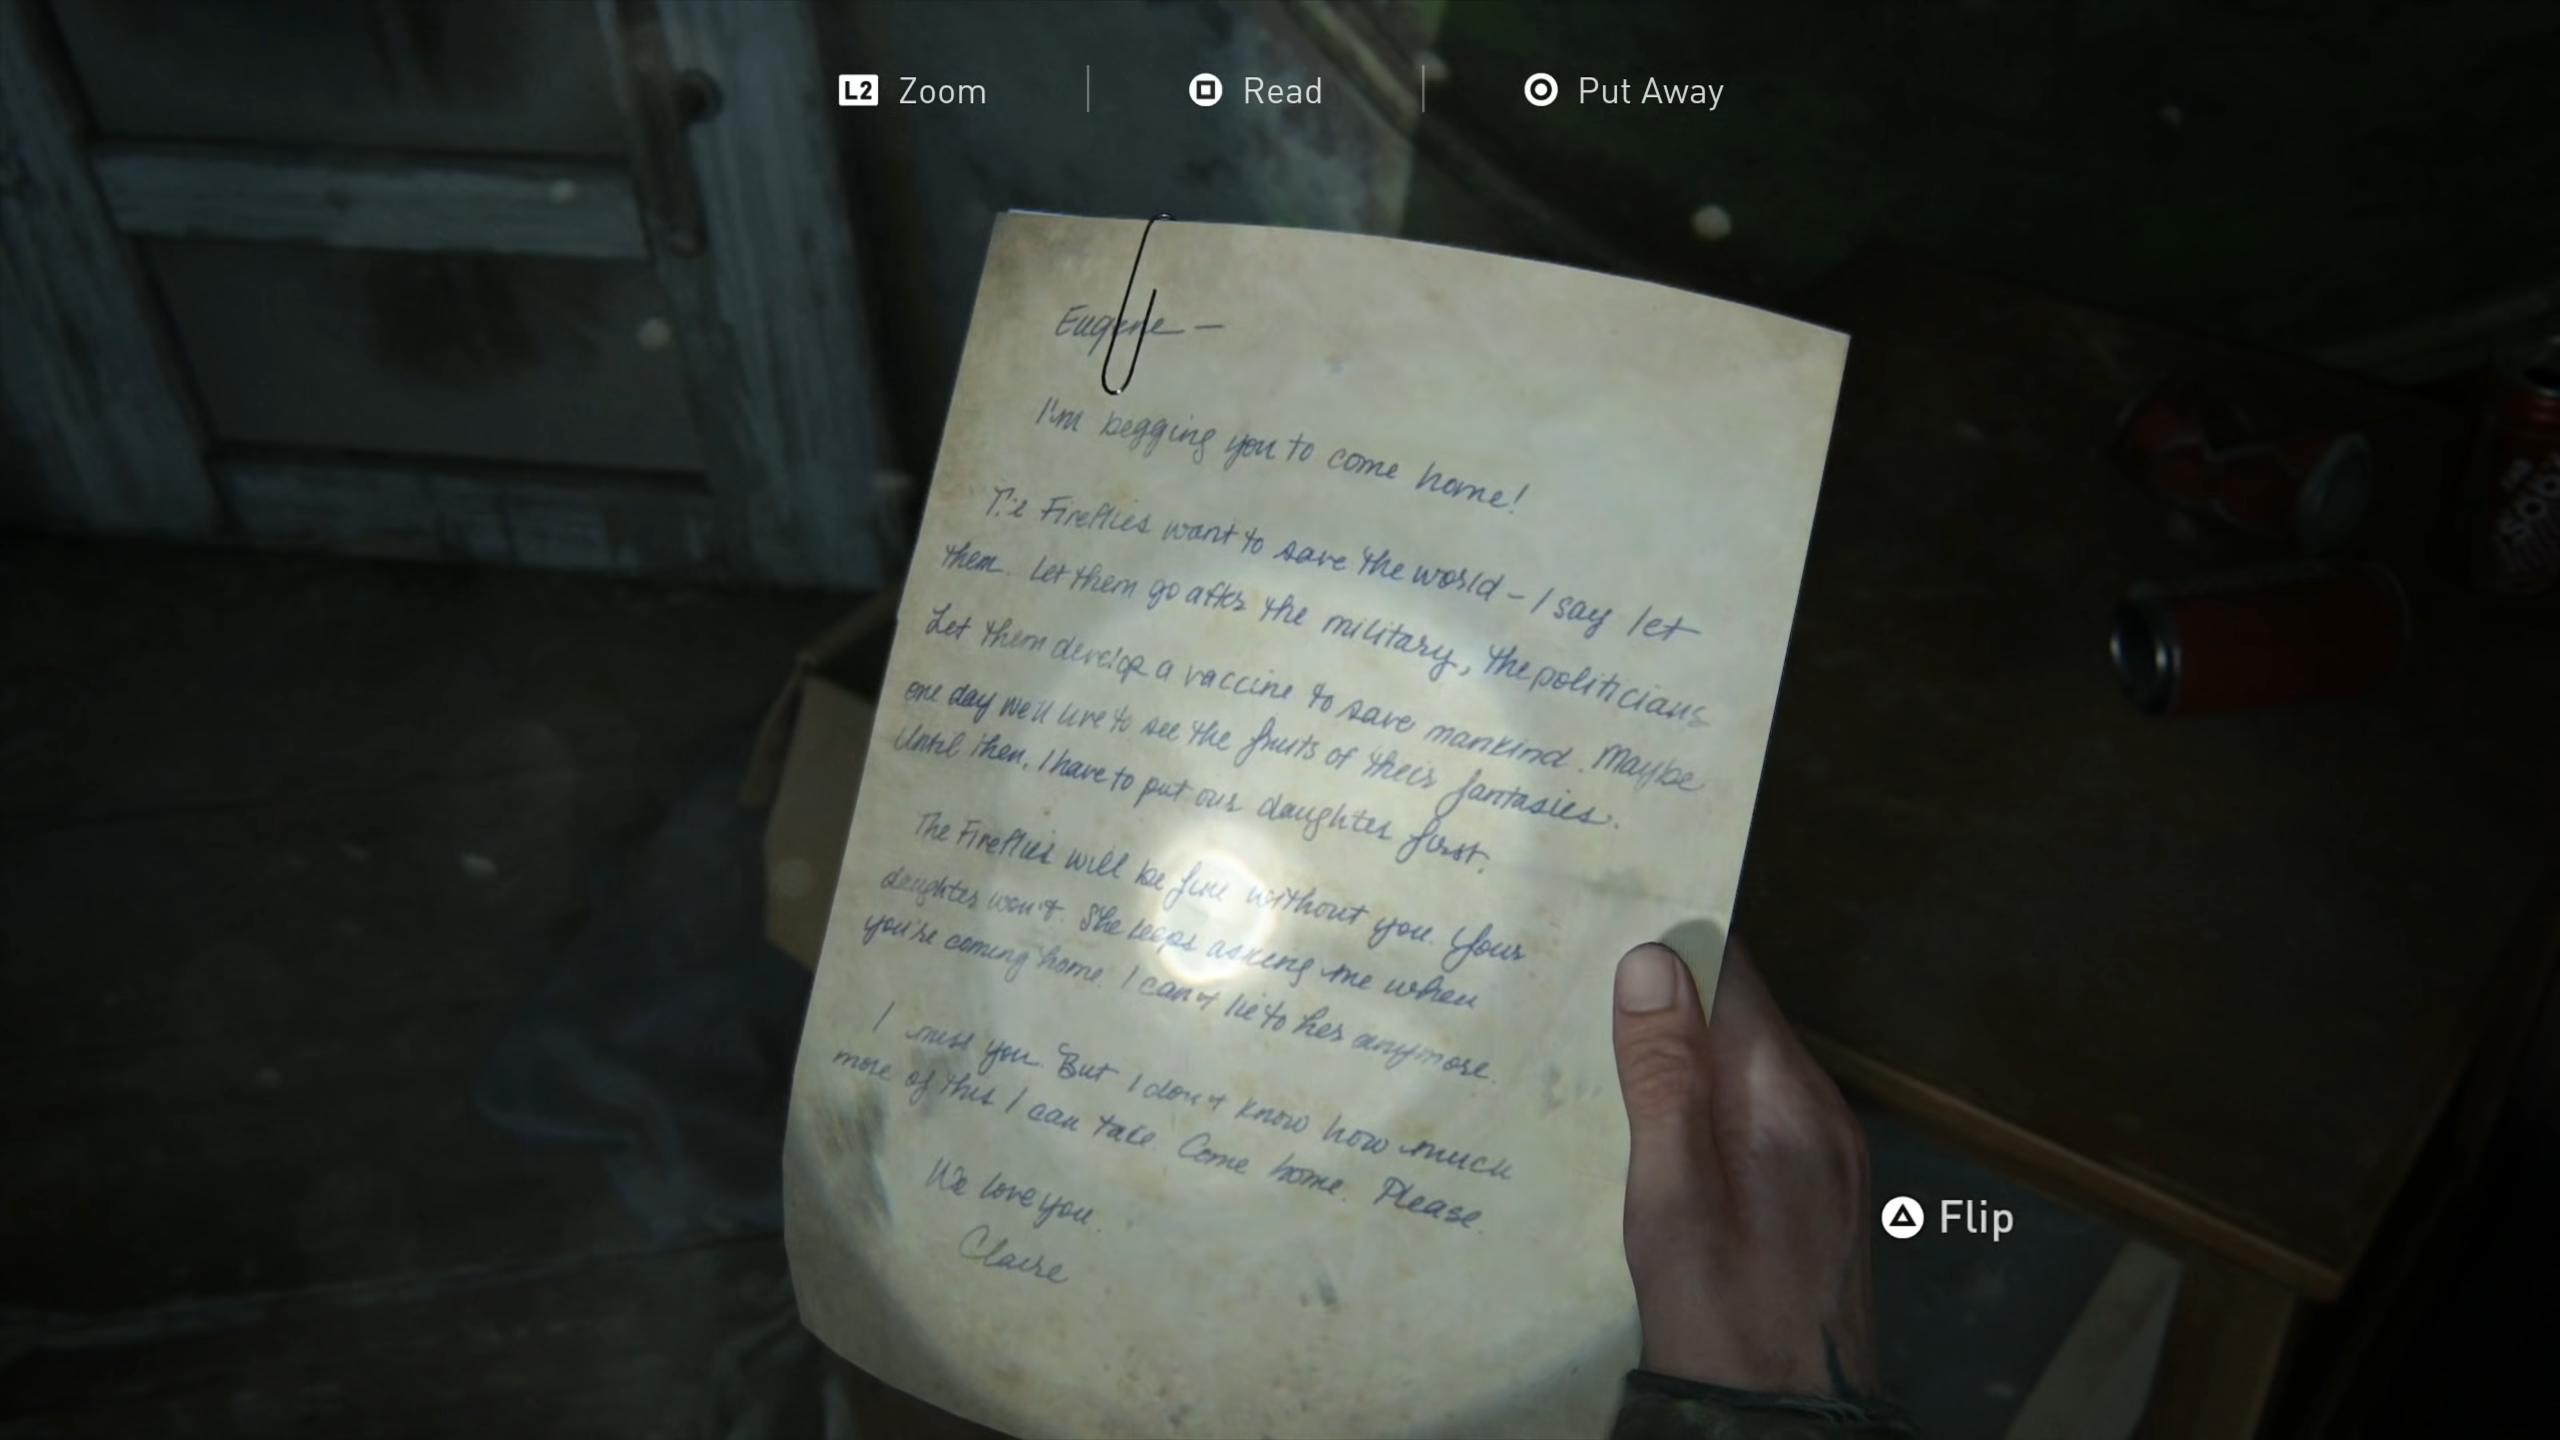 L2 Zoom
Read
Put Away
Eugene —
I'm begging you to come home!
The Fireflies want to save the world – I say let
them. Let them go after the military, the politicians
Let them develop a vaccine to save mankind. Maybe
one day we'll live to see the fruits of their fantasies.
Until then, I have to put our daughter first.
The Fireflies will be fine without you. Your
daughter won't. She keeps asking me when
you're coming home. I can't lie to her anymore.
I miss you. But I don't know how much
more of this I can take. Come home. Please.
We love you.
Claire
Flip